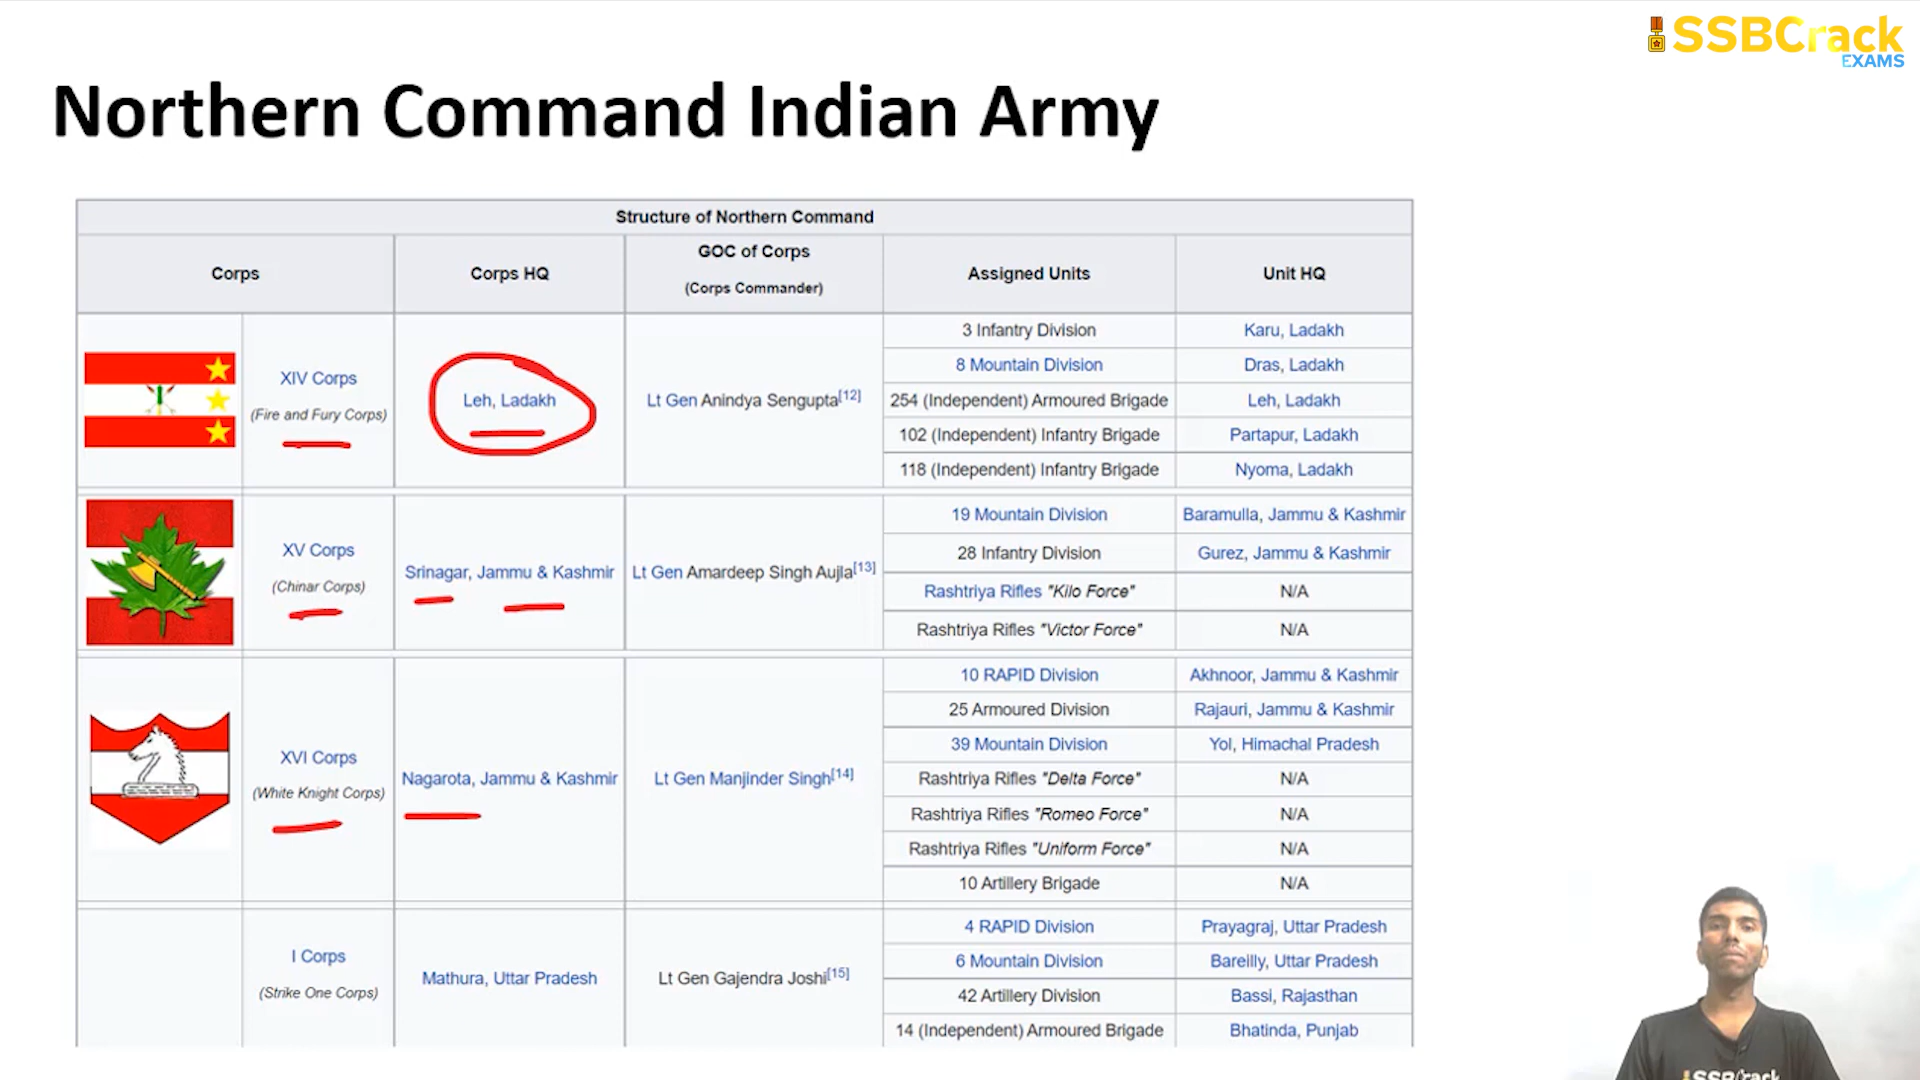 SSBCrack
EXAMS
Northern Command Indian Army
Structure of Northern Command
Corps
Corps HQ
GOC of Corps
(Corps Commander)
Assigned Units
Unit HQ
XIV Corps
(Fire and Fury Corps)
Leh, Ladakh
Lt Gen Anindya Sengupta[12]
3 Infantry Division
Karu, Ladakh
8 Mountain Division
Dras, Ladakh
254 (Independent) Armoured Brigade
Leh, Ladakh
102 (Independent) Infantry Brigade
Partapur, Ladakh
118 (Independent) Infantry Brigade
Nyoma, Ladakh
XV Corps
(Chinar Corps)
Srinagar, Jammu & Kashmir
Lt Gen Amardeep Singh Aujla[13]
19 Mountain Division
Baramulla, Jammu & Kashmir
28 Infantry Division
Gurez, Jammu & Kashmir
Rashtriya Rifles "Kilo Force"
N/A
Rashtriya Rifles "Victor Force"
N/A
XVI Corps
(White Knight Corps)
Nagarota, Jammu & Kashmir
Lt Gen Manjinder Singh[14]
10 RAPID Division
Akhnoor, Jammu & Kashmir
25 Armoured Division
Rajauri, Jammu & Kashmir
39 Mountain Division
Yol, Himachal Pradesh
Rashtriya Rifles "Delta Force"
N/A
Rashtriya Rifles "Romeo Force"
N/A
Rashtriya Rifles "Uniform Force"
N/A
10 Artillery Brigade
N/A
I Corps
(Strike One Corps)
Mathura, Uttar Pradesh
Lt Gen Gajendra Joshi[15]
4 RAPID Division
Prayagraj, Uttar Pradesh
6 Mountain Division
Bareilly, Uttar Pradesh
42 Artillery Division
Bassi, Rajasthan
14 (Independent) Armoured Brigade
Bhatinda, Punjab
SSBCrack